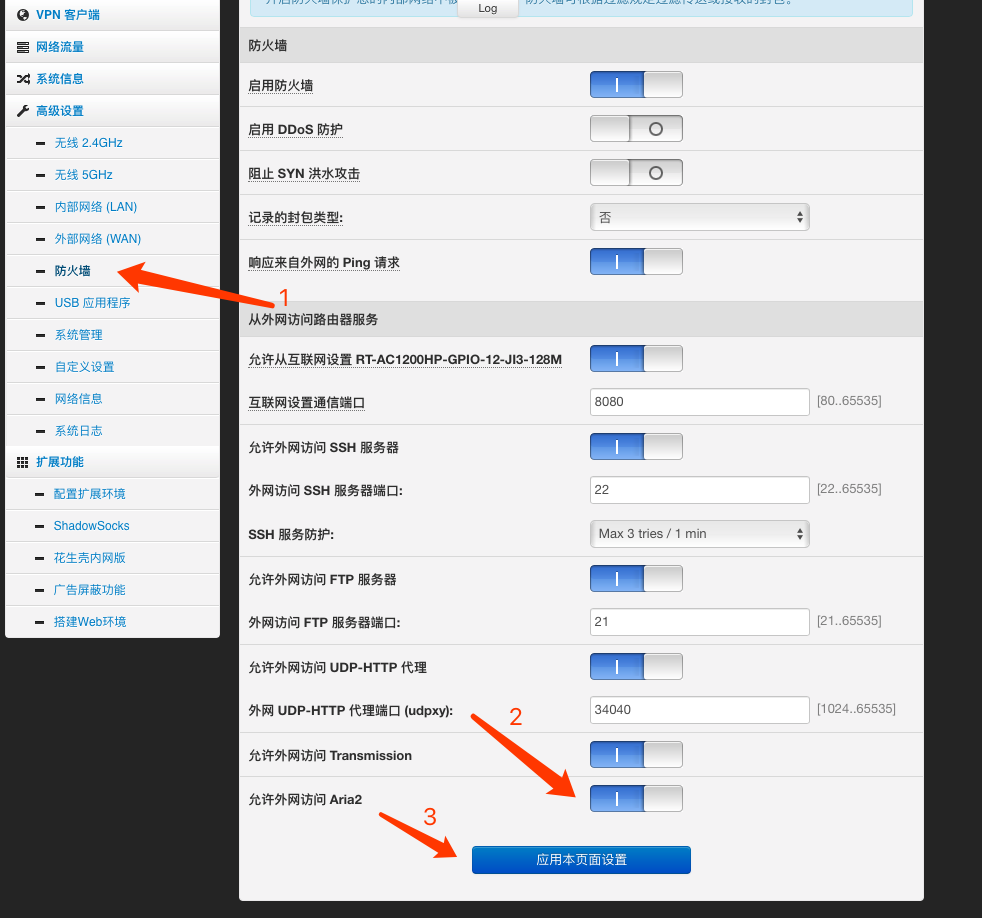 Log
VPN 客户端
网络流量
系统信息
高级设置
无线 2.4GHz
无线 5GHz
内部网络 (LAN)
外部网络 (WAN)
防火墙
USB 应用程序
系统管理
自定义设置
网络信息
系统日志
扩展功能
配置扩展环境
ShadowSocks
花生壳内网版
广告屏蔽功能
搭建Web环境
防火墙
启用防火墙
启用 DDoS 防护
阻止 SYN 洪水攻击
记录的封包类型: 否
响应来自外网的 Ping 请求
1
从外网访问路由器服务
允许从互联网设置 RT-AC1200HP-GPIO-12-JI3-128M
互联网设置通信端口 8080 [80..65535]
允许外网访问 SSH 服务器
外网访问 SSH 服务器端口: 22 [22..65535]
SSH 服务防护: Max 3 tries / 1 min
允许外网访问 FTP 服务器
外网访问 FTP 服务器端口: 21 [21..65535]
允许外网访问 UDP-HTTP 代理
外网 UDP-HTTP 代理端口 (udpxy): 34040 [1024..65535]
2
允许外网访问 Transmission
允许外网访问 Aria2
3
应用本页面设置